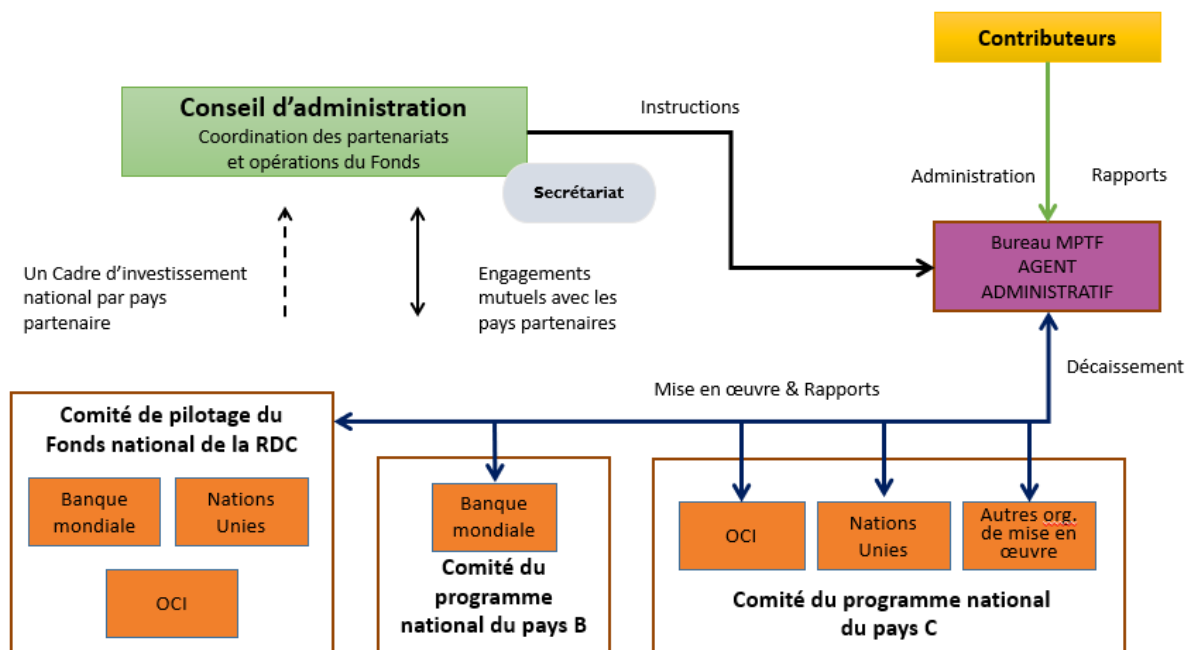 Contributeurs
Conseil d’administration
Coordination des partenariats
et opérations du Fonds
Instructions
Secrétariat
Administration
Rapports
Bureau MPTF
AGENT
ADMINISTRATIF
Un Cadre d’investissement
national par pays
partenaire
Engagements
mutuels avec les
pays partenaires
Décaissement
Mise en œuvre & Rapports
Comité de pilotage du
Fonds national de la RDC
Banque
mondiale
Nations
Unies
OCI
Banque
mondiale
Comité du
programme
national du pays B
OCI
Nations
Unies
Autres org.
de mise en
œuvre
Comité du programme national
du pays C